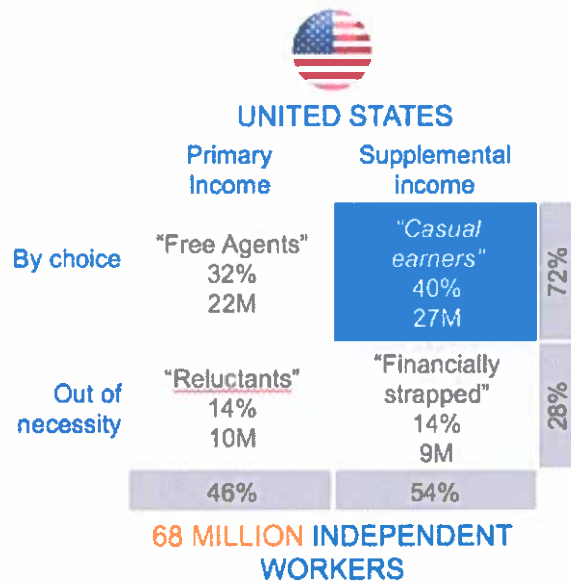 UNITED STATES
Primary Income
Supplemental income
By choice
"Free Agents"
32%
22M
"Casual earners"
40%
27M
72%
Out of necessity
"Reluctants"
14%
10M
"Financially strapped"
14%
9M
28%
46%
54%
68 MILLION INDEPENDENT
WORKERS